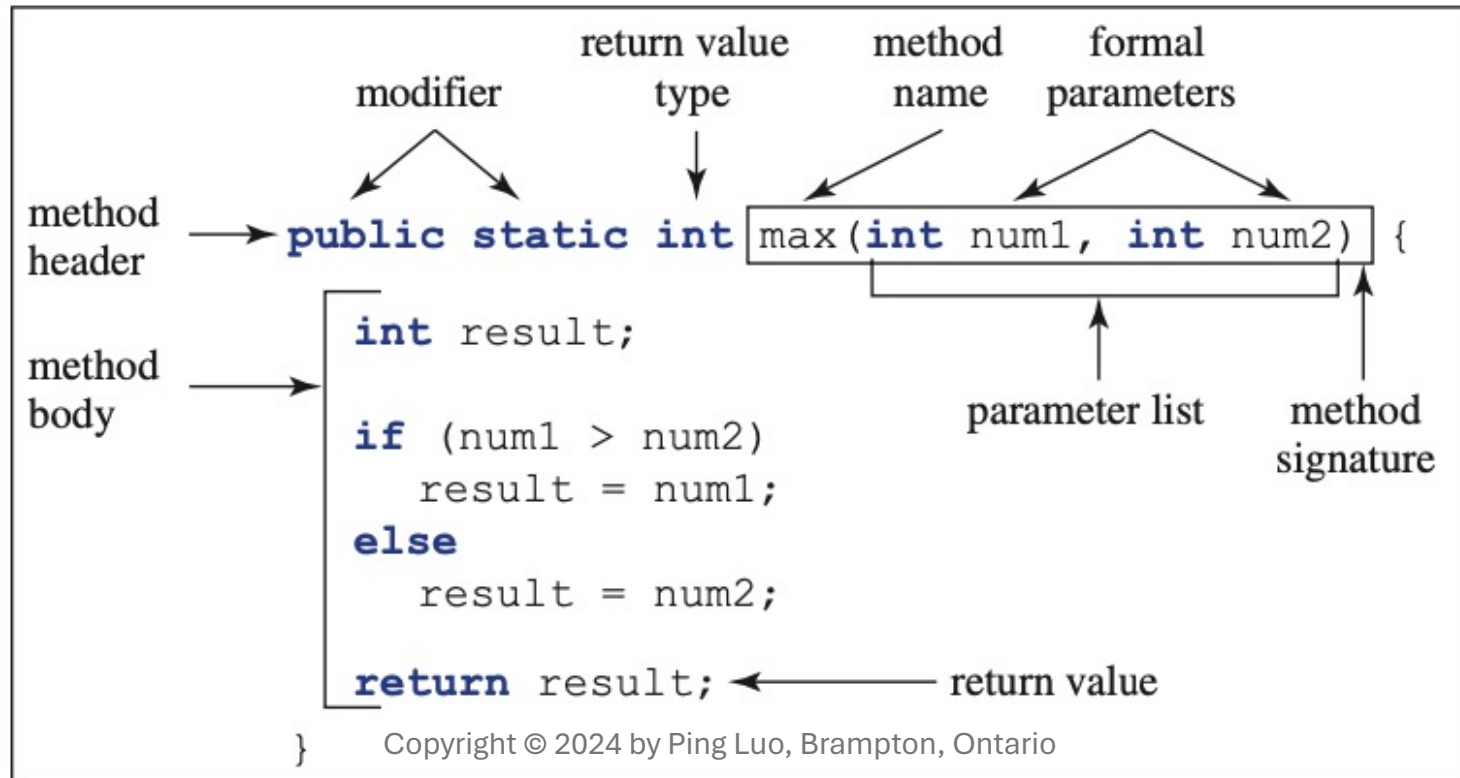 return value
type
method
name
formal
parameters
modifier
method
header
public static int max(int num1, int num2) {
int result;
method
body
if (num1 > num2)
parameter list
method
signature
result = num1;
else
result = num2;
return result;
return value
}
Copyright © 2024 by Ping Luo, Brampton, Ontario